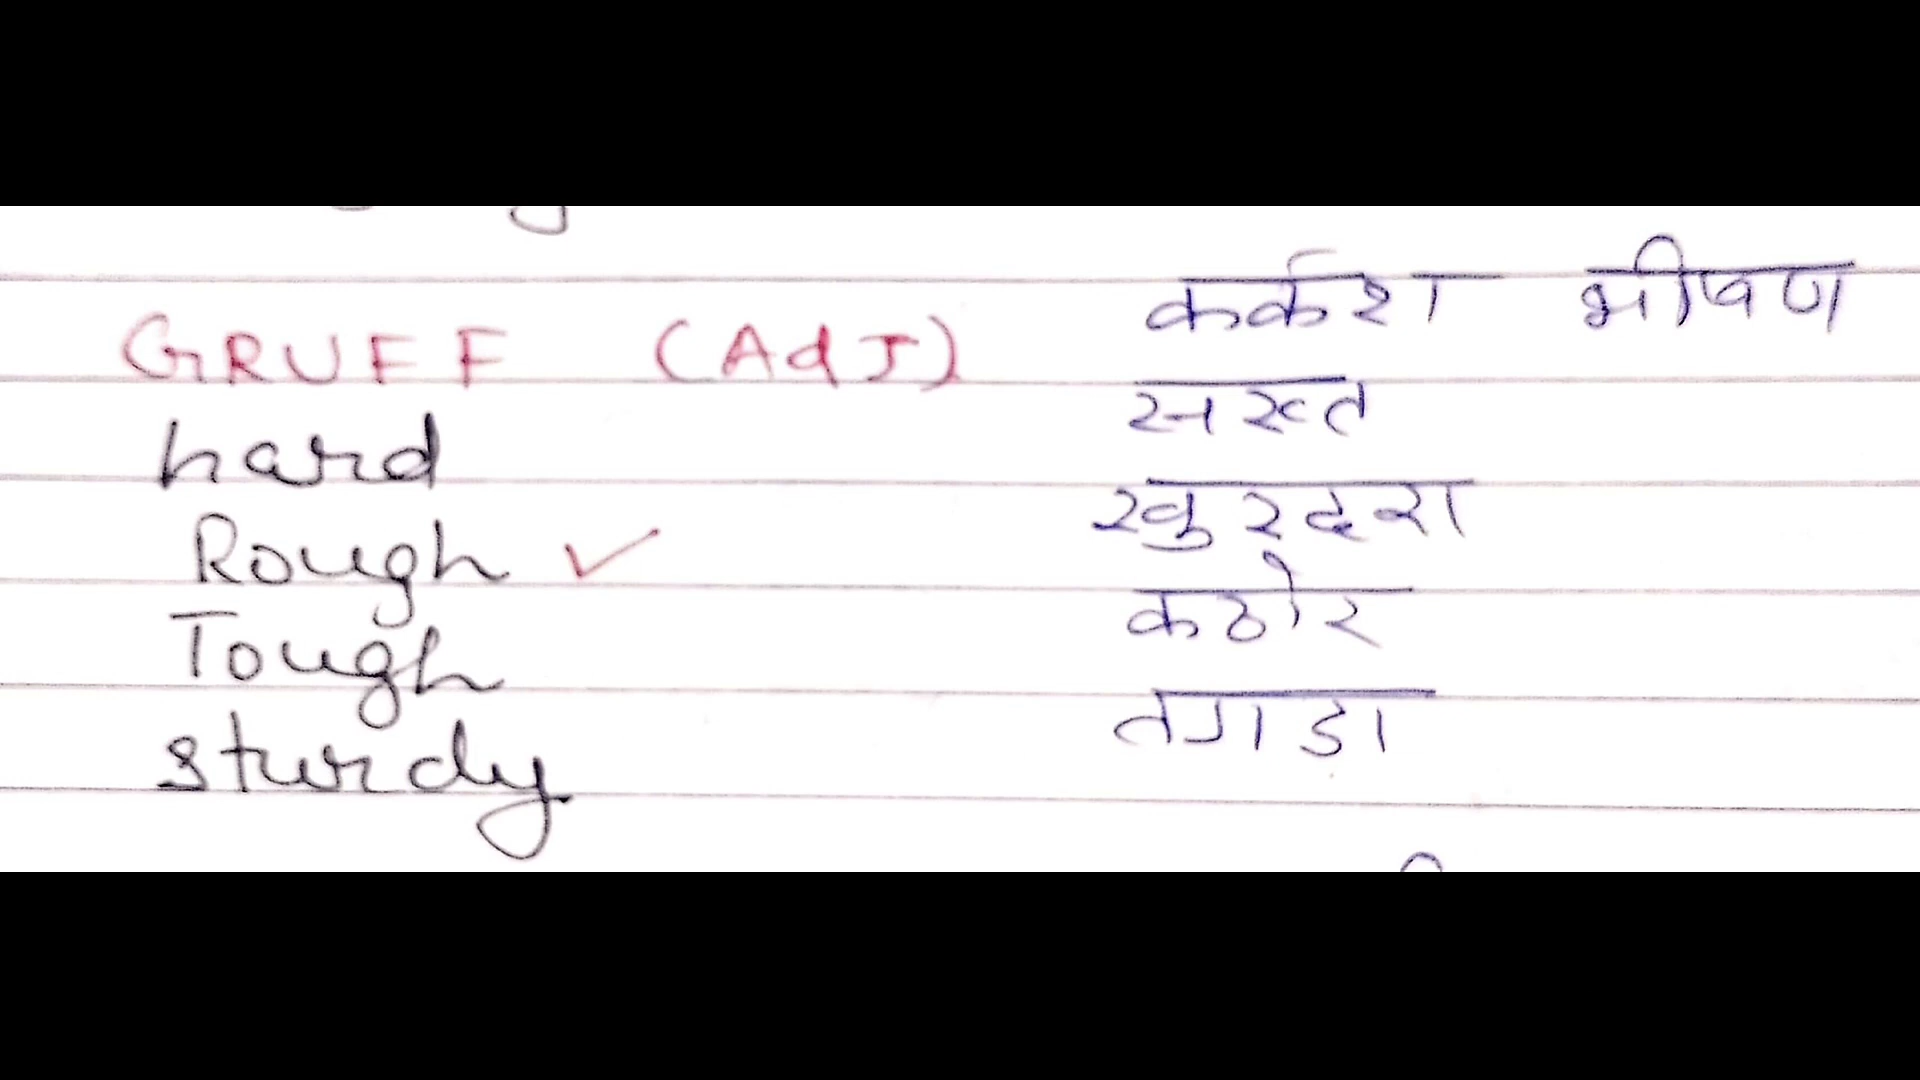 GRUFF (Adj) कर्कश भीषण
hard सख्त
Rough ✓ खुरदरा
Tough कठोर
Sturdy तगड़ा